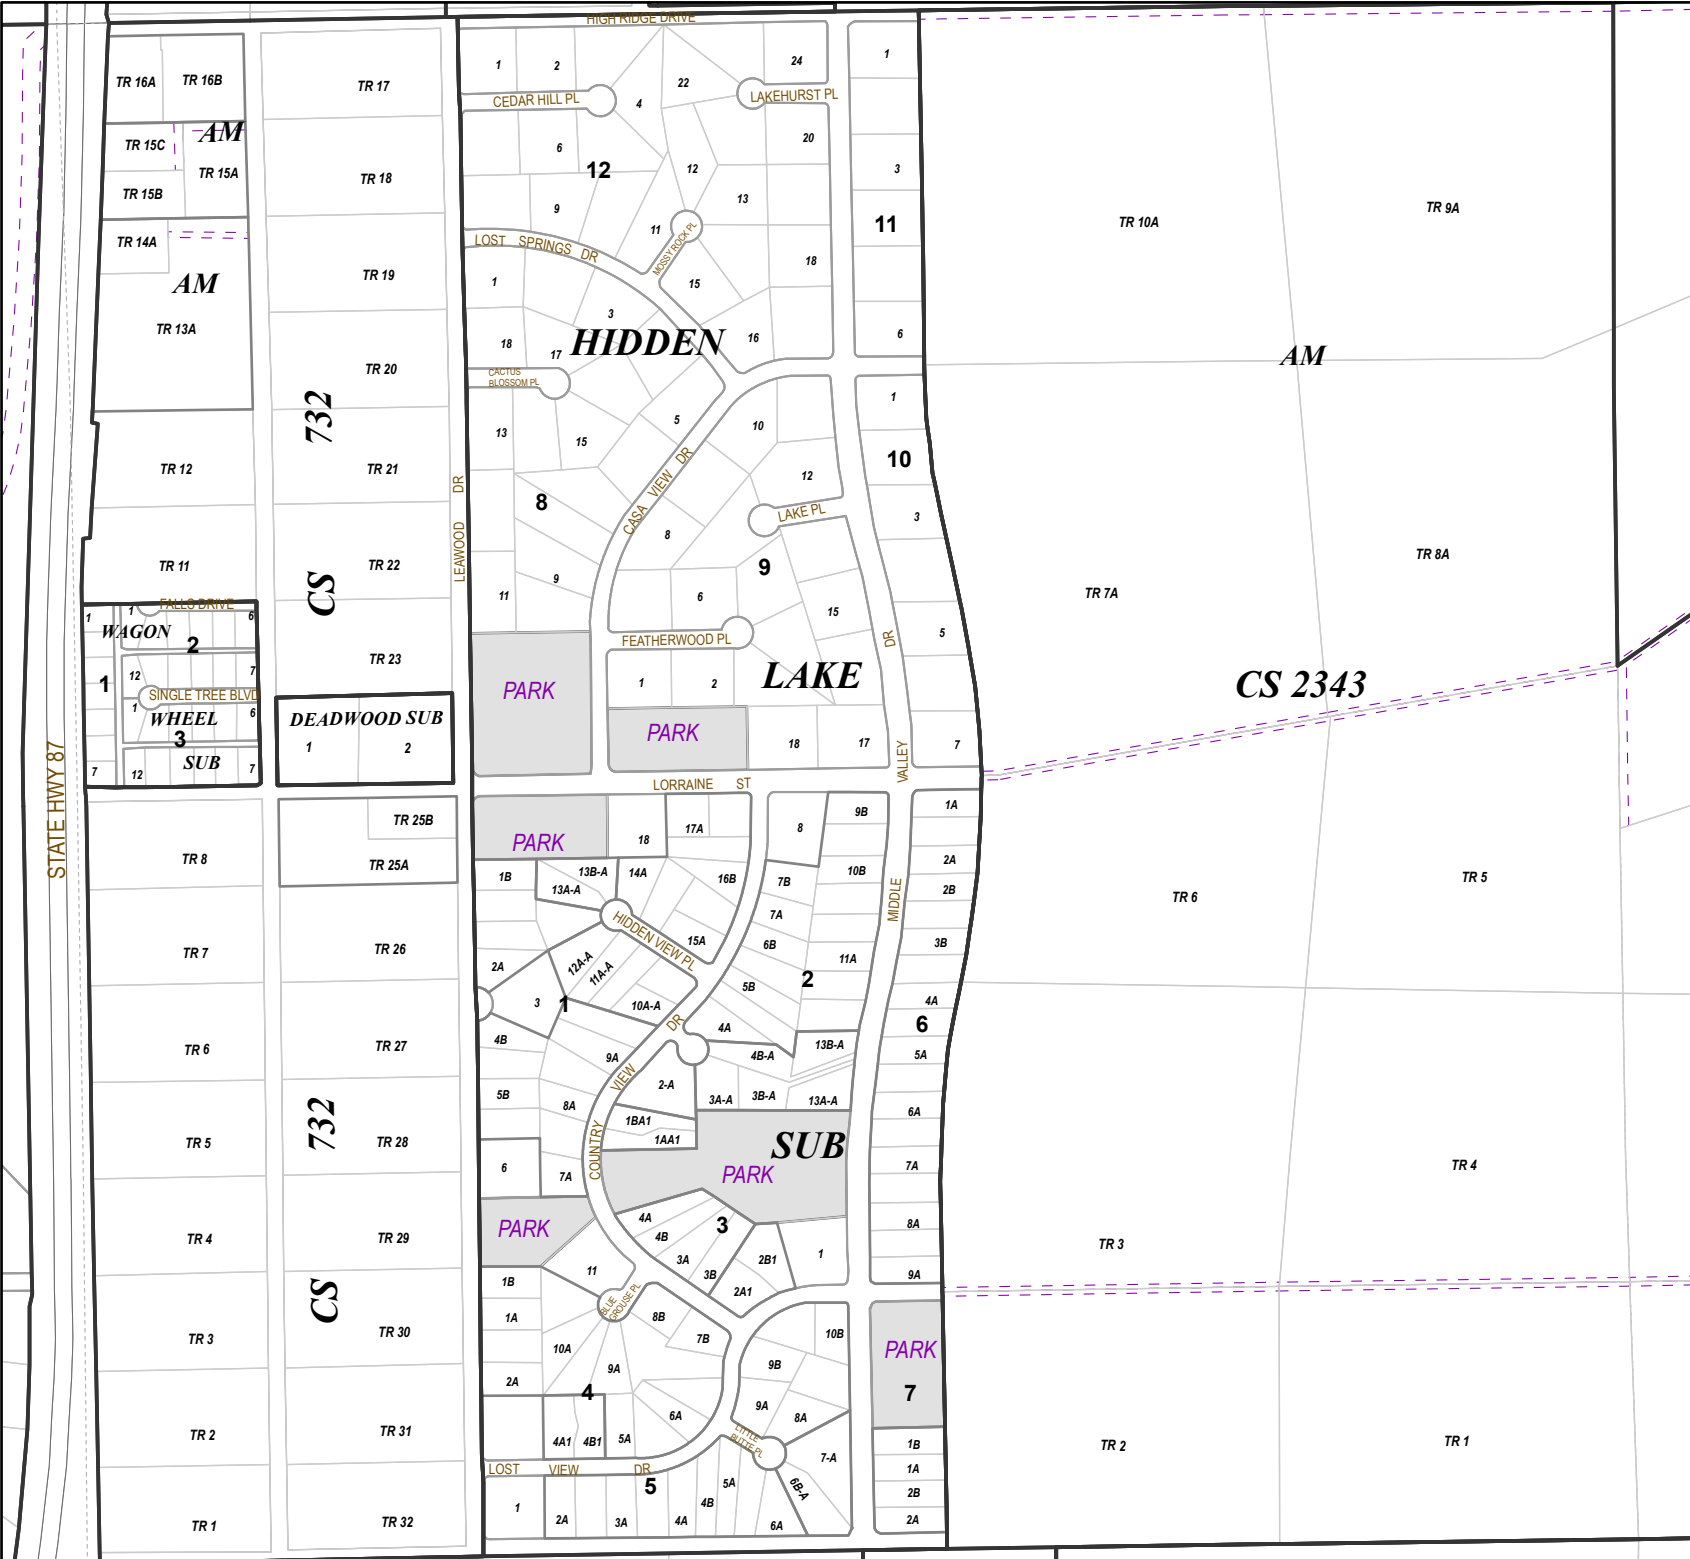 HIGH RIDGE DRIVE
TR 16A
TR 16B
TR 17
1
2
4
22
24
1
CEDAR HILL PL
LAKEHURST PL
AM
TR 15C
TR 15A
TR 15B
TR 18
6
12
12
20
3
13
9
11
11
MOSSY ROCK PL
TR 10A
TR 9A
TR 14A
LOST SPRINGS DR
AM
TR 19
1
15
18
TR 13A
3
HIDDEN
16
6
18
17
AM
TR 20
CACTUS
BLOSSOM PL
732
1
13
15
5
10
10
TR 12
TR 21
CASA VIEW DR
12
LEAWOOD DR
8
8
LAKE PL
3
TR 11
TR 22
CS
9
9
11
6
15
TR 8A
TR 7A
FALLS DRIVE
1
1
6
WAGON
2
FEATHERWOOD PL
DR
5
TR 23
12
7
1
SINGLE TREE BLVD
1
6
WHEEL
3
SUB
7
12
7
PARK
1
2
LAKE
CS 2343
DEADWOOD SUB
1
2
PARK
18
17
7
VALLEY
STATE HWY 87
LORRAINE ST
TR 8
TR 25B
TR 25A
PARK
18
17A
8
9B
1A
1B
13B-A
13A-A
14A
16B
7B
10B
2A
2B
MIDDLE
TR 6
TR 5
7A
HIDDEN VIEW PL
15A
6B
11A
3B
TR 7
TR 26
2A
12A-A
11A-A
5B
2
3
1
10A-A
4A
6
4A
DR
4B
9A
4B-A
13B-A
5A
TR 6
TR 27
VIEW
5B
8A
2-A
3A-A
3B-A
13A-A
6A
732
TR 5
TR 28
1BA1
1AA1
COUNTRY
SUB
PARK
6
7A
7A
TR 4
PARK
4A
4B
3
8A
TR 4
TR 29
3A
3B
2B1
1
TR 3
11
1B
2A1
9A
CS
BLUE
GROUSE PL
1A
8B
TR 3
TR 30
10A
7B
10B
PARK
9A
9B
2A
4
7
6A
9A
8A
TR 2
TR 31
4A1
4B1
5A
LITTLE
BUTTE PL
7-A
1B
TR 2
TR 1
LOST VIEW DR
5
5A
6B-A
1A
2B
1
2A
3A
4A
4B
6A
2A
TR 1
TR 32